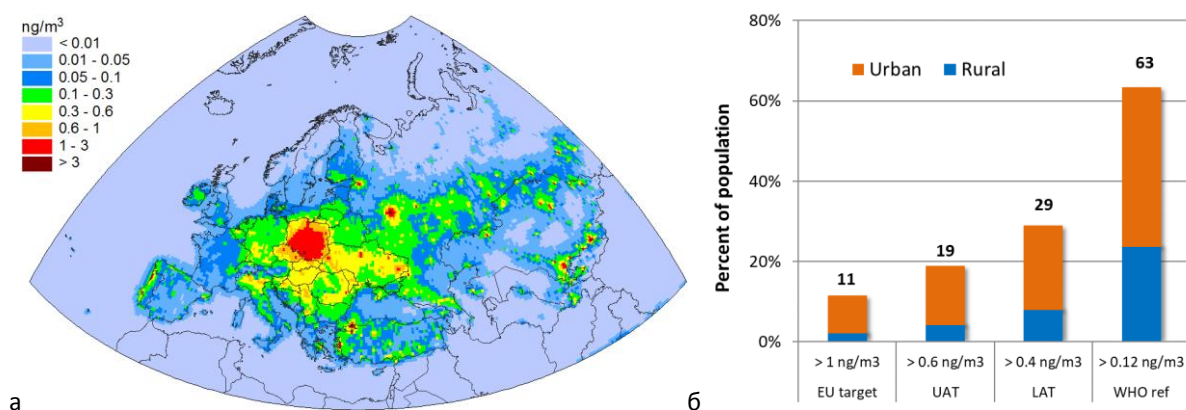 ng/m³
< 0.01
0.01 - 0.05
0.05 - 0.1
0.1 - 0.3
0.3 - 0.6
0.6 - 1
1 - 3
> 3
а
Percent of population
80%
60%
40%
20%
0%
Urban Rural
11
19
29
63
> 1 ng/m3 > 0.6 ng/m3 > 0.4 ng/m3 > 0.12 ng/m3
EU target UAT LAT WHO ref
б